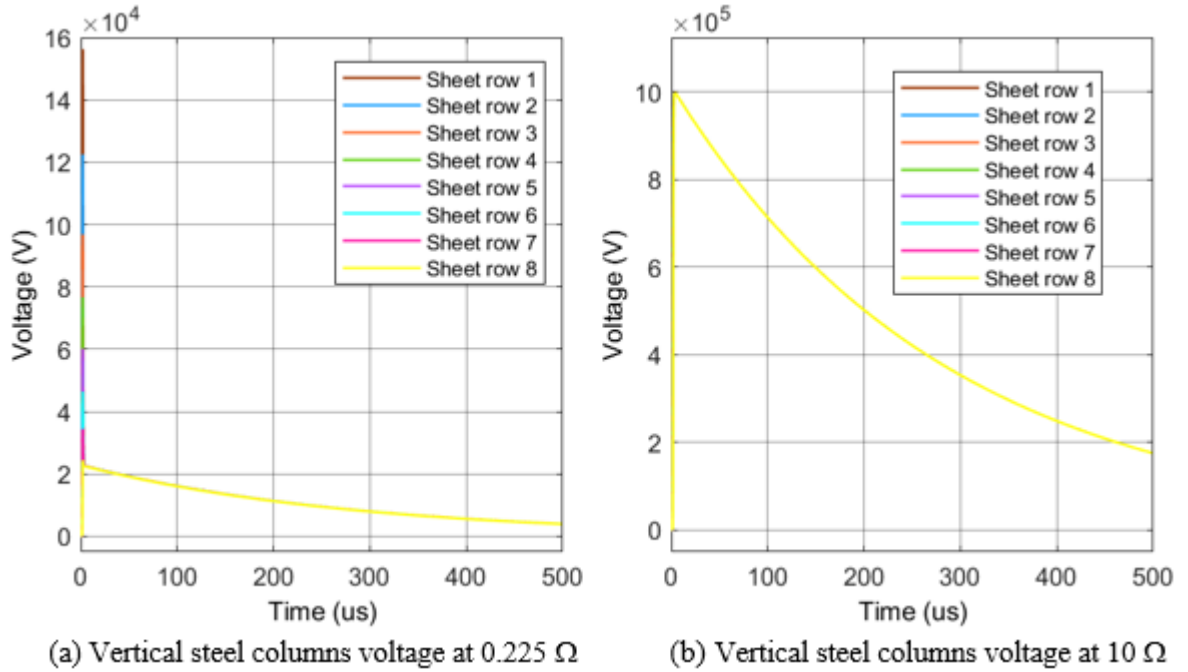 ×10⁴
16
14
12
10
8
6
4
2
0
Voltage (V)
Sheet row 1
Sheet row 2
Sheet row 3
Sheet row 4
Sheet row 5
Sheet row 6
Sheet row 7
Sheet row 8
0 100 200 300 400 500
Time (us)
(a) Vertical steel columns voltage at 0.225 Ω
×10⁵
10
8
6
4
2
0
Voltage (V)
Sheet row 1
Sheet row 2
Sheet row 3
Sheet row 4
Sheet row 5
Sheet row 6
Sheet row 7
Sheet row 8
0 100 200 300 400 500
Time (us)
(b) Vertical steel columns voltage at 10 Ω